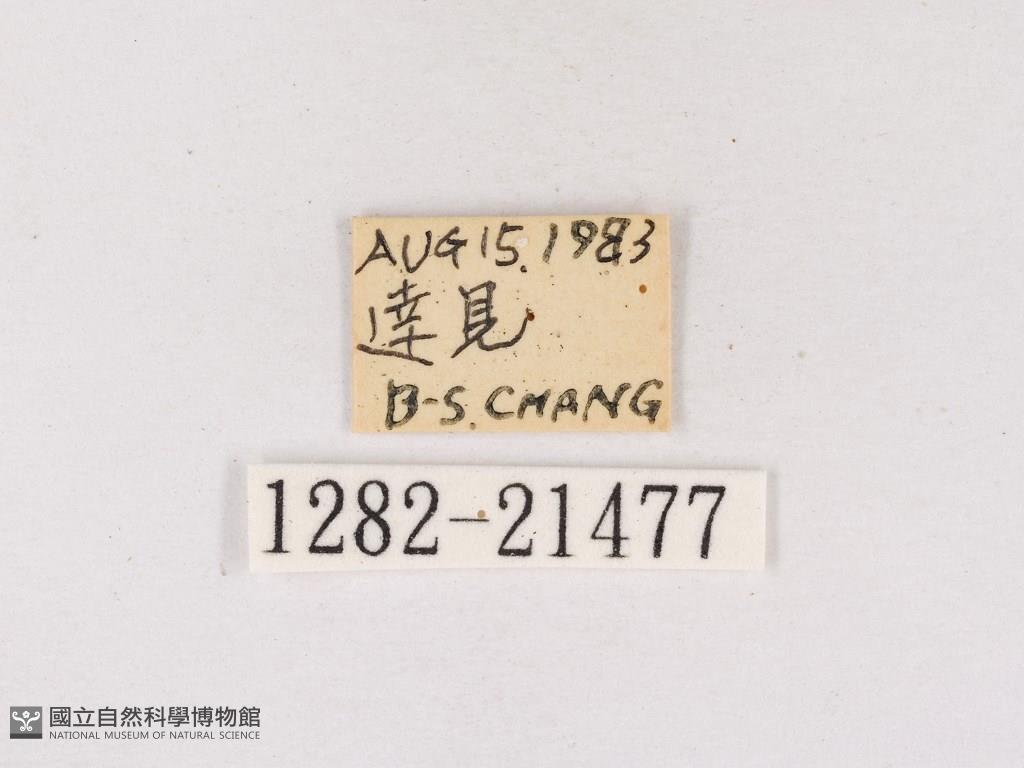 AUG 15. 1983
達見
B-S. CHANG
1282-21477
國立自然科學博物館
NATIONAL MUSEUM OF NATURAL SCIENCE